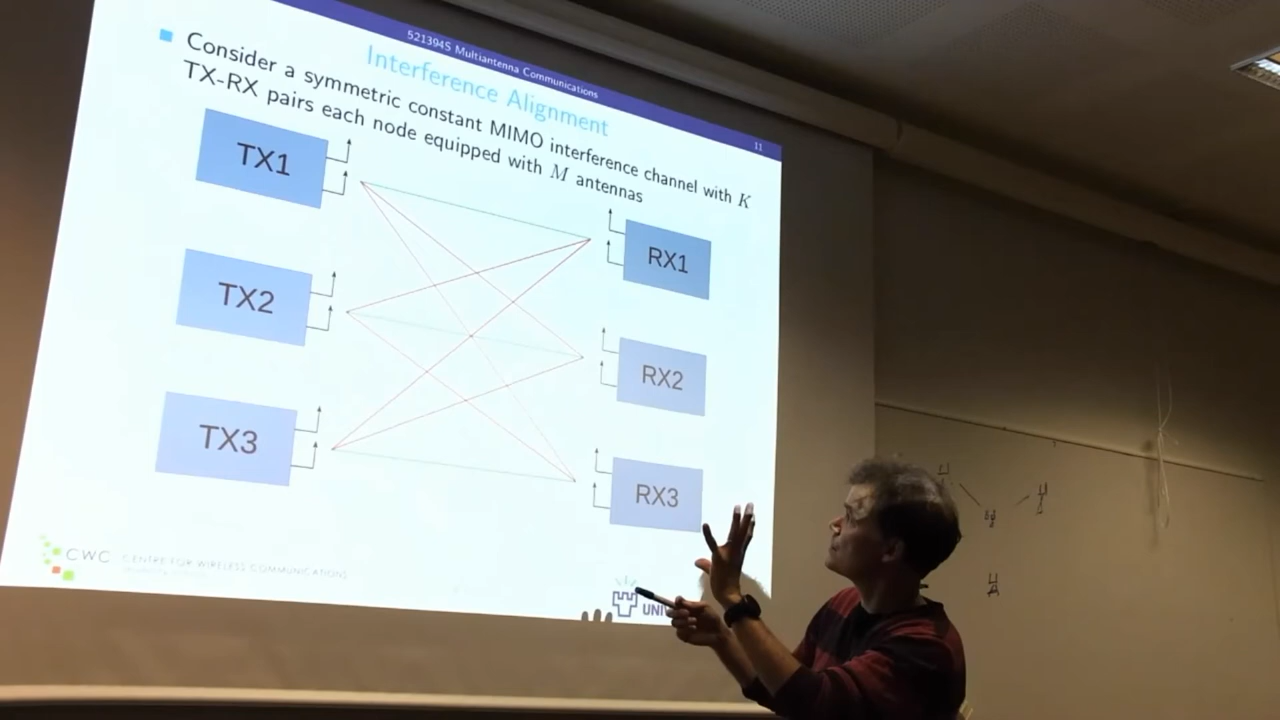 521394S Multiantenna Communications
11
Interference Alignment
Consider a symmetric constant MIMO interference channel with K
TX-RX pairs each node equipped with M antennas
TX1
RX1
TX2
RX2
TX3
RX3
CWC CENTRE FOR WIRELESS COMMUNICATIONS
UNIV